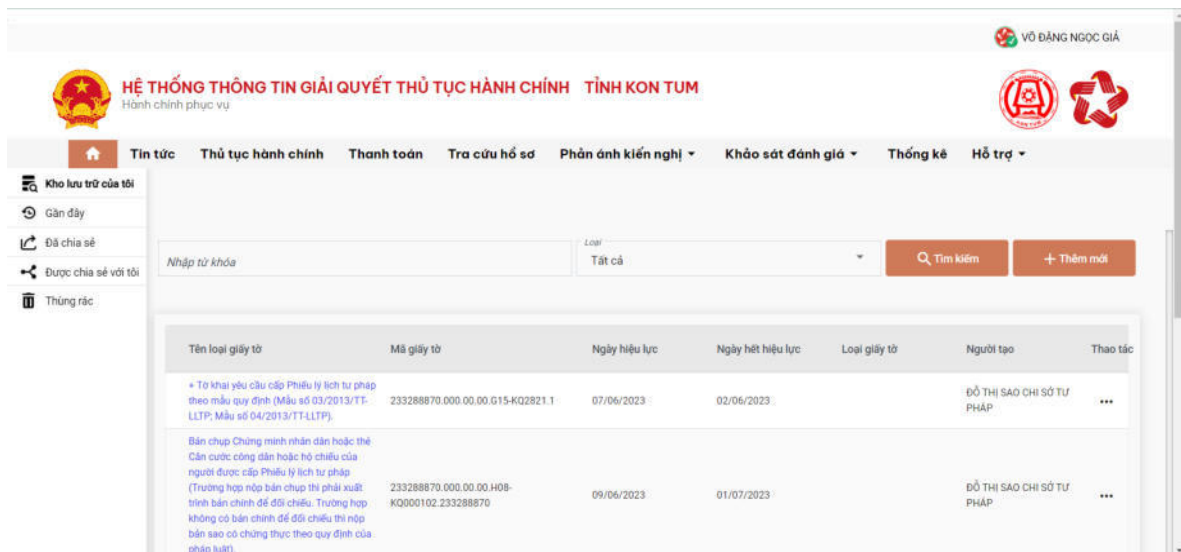 VÕ ĐẶNG NGỌC GIẢ
HỆ THỐNG THÔNG TIN GIẢI QUYẾT THỦ TỤC HÀNH CHÍNH TỈNH KON TUM
Hành chính phục vụ
KON TUM
Tin tức Thủ tục hành chính Thanh toán Tra cứu hồ sơ Phản ánh kiến nghị Khảo sát đánh giá Thống kê Hỗ trợ
Kho lưu trữ của tôi
Gần đây
Đã chia sẻ
Được chia sẻ với tôi
Thùng rác
Nhập từ khóa
Loại
Tất cả
Tìm kiếm
Thêm mới
Tên loại giấy tờ Mã giấy tờ Ngày hiệu lực Ngày hết hiệu lực Loại giấy tờ Người tạo Thao tác
+ Tờ khai yêu cầu cấp Phiếu lý lịch tư pháp
theo mẫu quy định (Mẫu số 03/2013/TT-
LLTP; Mẫu số 04/2013/TT-LLTP).
233288870.000.00.00.G15-KQ2821.1
07/06/2023
02/06/2023
ĐỖ THỊ SAO CHI SỞ TƯ
PHÁP
Bản chụp Chứng minh nhân dân hoặc thẻ
Căn cước công dân hoặc hộ chiếu của
người được cấp Phiếu lý lịch tư pháp
(Trường hợp nộp bản chụp thì phải xuất
trình bản chính để đối chiếu. Trường hợp
không có bản chính để đối chiếu thì nộp
bản sao có chứng thực theo quy định của
pháp luật).
233288870.000.00.00.H08-
KQ000102.233288870
09/06/2023
01/07/2023
ĐỖ THỊ SAO CHI SỞ TƯ
PHÁP